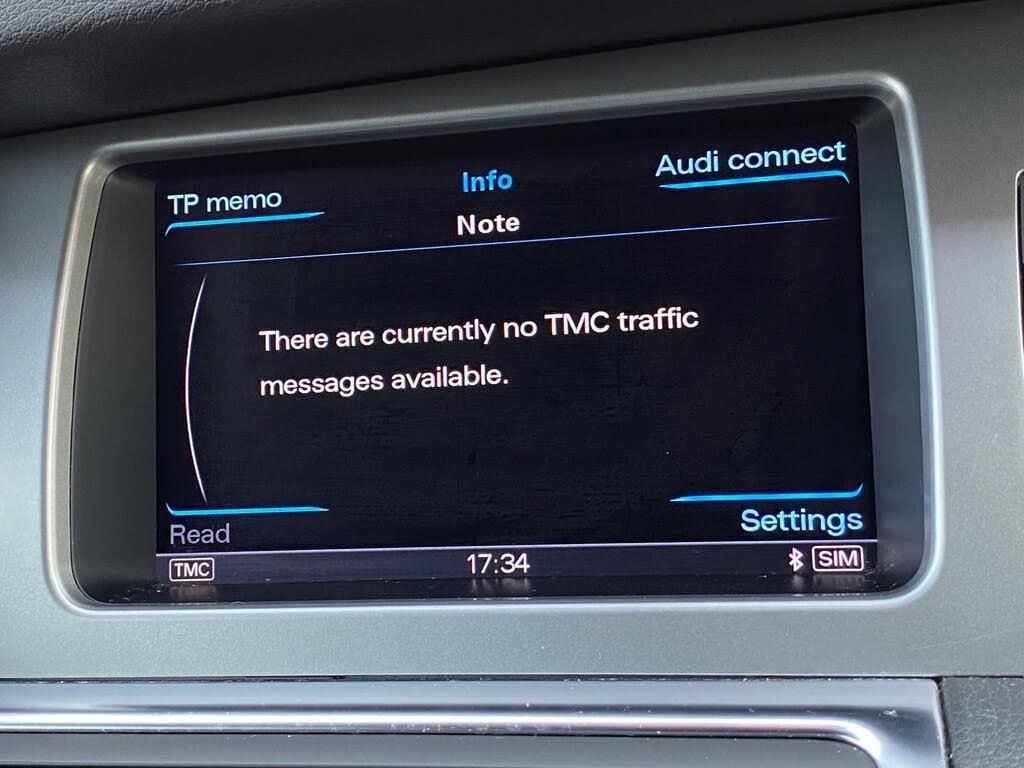 TP memo
Info
Audi connect
Note
There are currently no TMC traffic
messages available.
Read
Settings
TMC
17:34
SIM